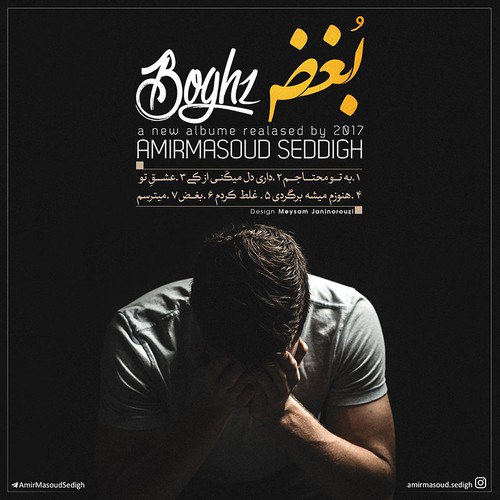 Boghz بُغض
a new albume realased by 2017
AMIRMASOUD SEDDIGH
۱.به تو محتاجم ۲.داری دل میکنی از کے ۳.عشق تو
۴.هنوزم میشه برگردی ۵.غلط کردم ۶.بغض ۷.میترسم
Design Meysam Janinorouzi
AmirMasoudSedigh
amirmasoud.sedigh